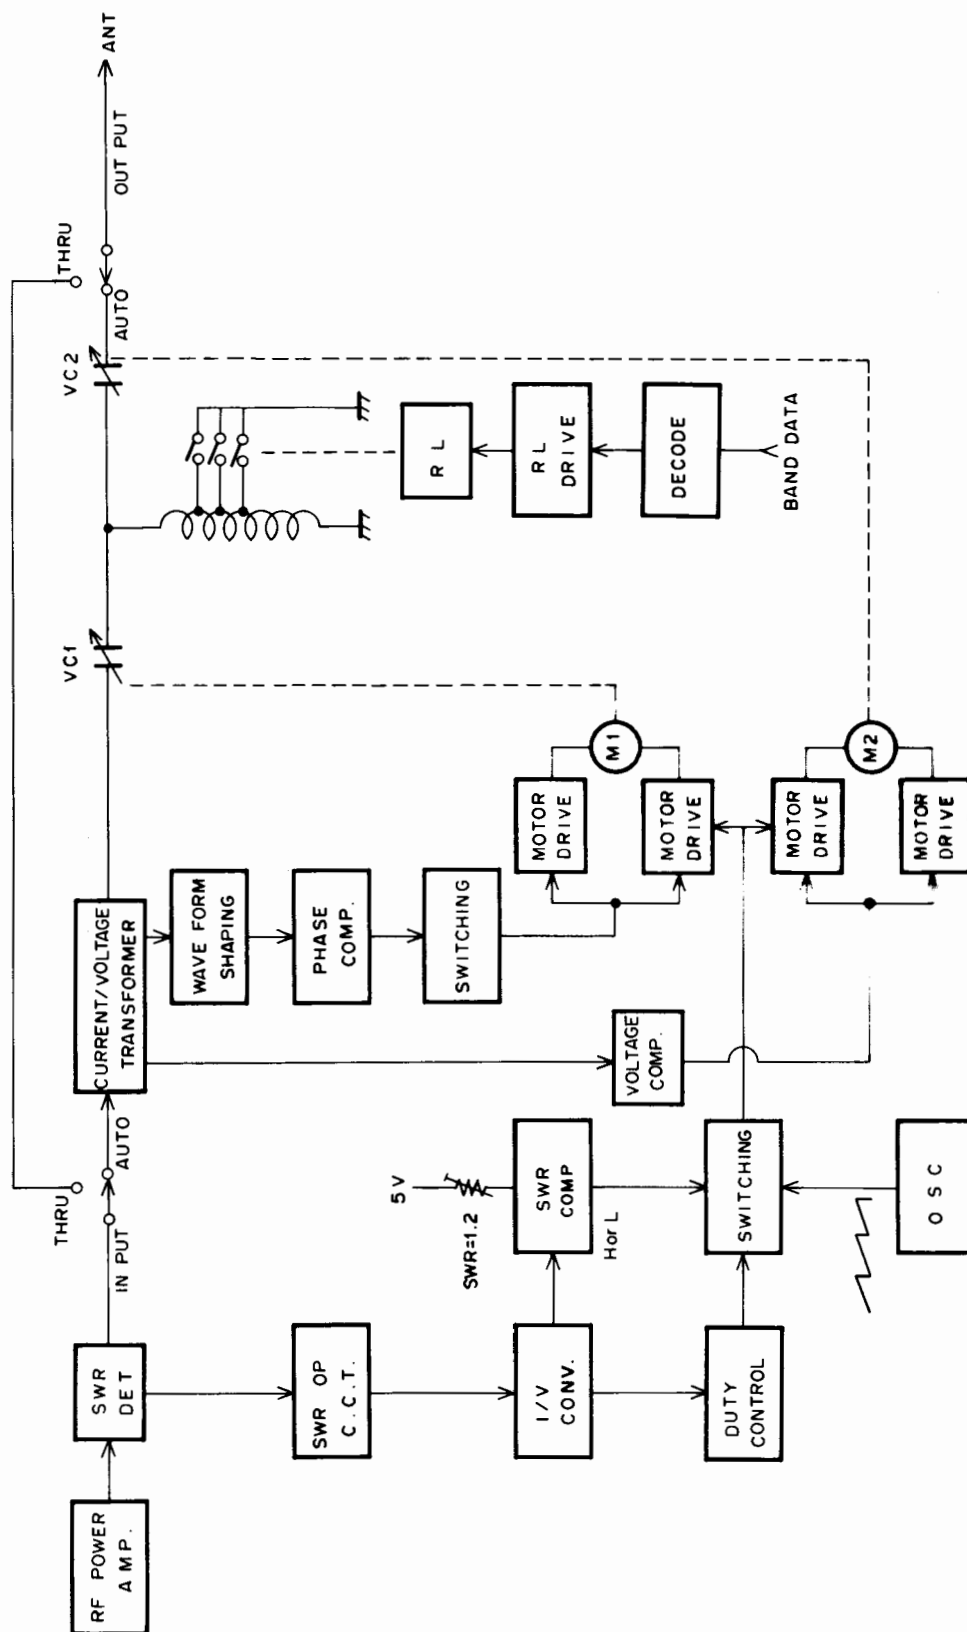 RF POWER
AMP.
SWR
DET
IN PUT
THRU
AUTO
CURRENT/VOLTAGE
TRANSFORMER
VC1
VC2
AUTO
THRU
OUT PUT
ANT
SWR OP
C.C.T.
I/V
CONV.
DUTY
CONTROL
5V
SWR=1.2
SWR
COMP
HorL
SWITCHING
OSC
WAVE FORM
SHAPING
PHASE
COMP.
SWITCHING
VOLTAGE
COMP.
MOTOR
DRIVE
MOTOR
DRIVE
M1
MOTOR
DRIVE
MOTOR
DRIVE
M2
RL
RL
DRIVE
DECODE
BAND DATA